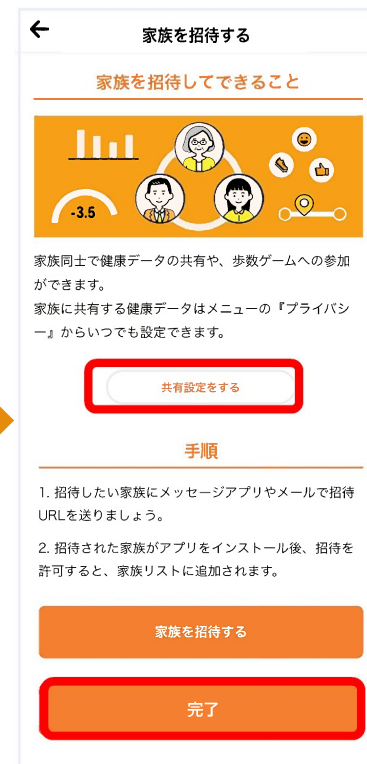 家族を招待する
家族を招待してできること
-3.5
家族同士で健康データの共有や、歩数ゲームへの参加
ができます。
家族に共有する健康データはメニューの『プライバシ
ー』からいつでも設定できます。
共有設定をする
手順
1. 招待したい家族にメッセージアプリやメールで招待
URLを送りましょう。
2. 招待された家族がアプリをインストール後、招待を
許可すると、家族リストに追加されます。
家族を招待する
完了